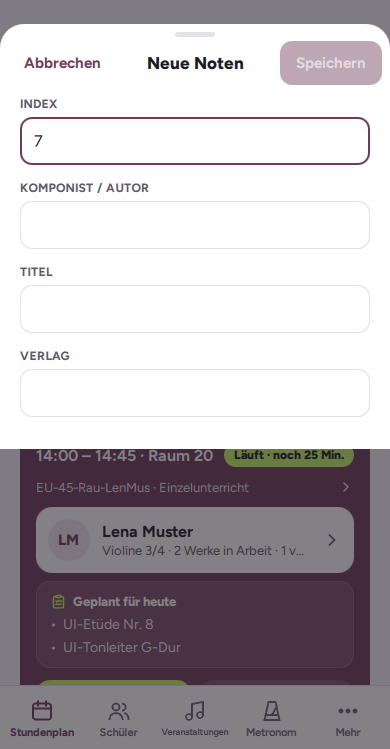 Abbrechen Neue Noten Speichern
INDEX
7
KOMPONIST / AUTOR
TITEL
VERLAG
14:00 – 14:45 · Raum 20 Läuft · noch 25 Min.
EU-45-Rau-LenMus · Einzelunterricht
LM Lena Muster
Violine 3/4 · 2 Werke in Arbeit · 1 v...
Geplant für heute
• UI-Etüde Nr. 8
• UI-Tonleiter G-Dur
Stundenplan Schüler Veranstaltungen Metronom Mehr